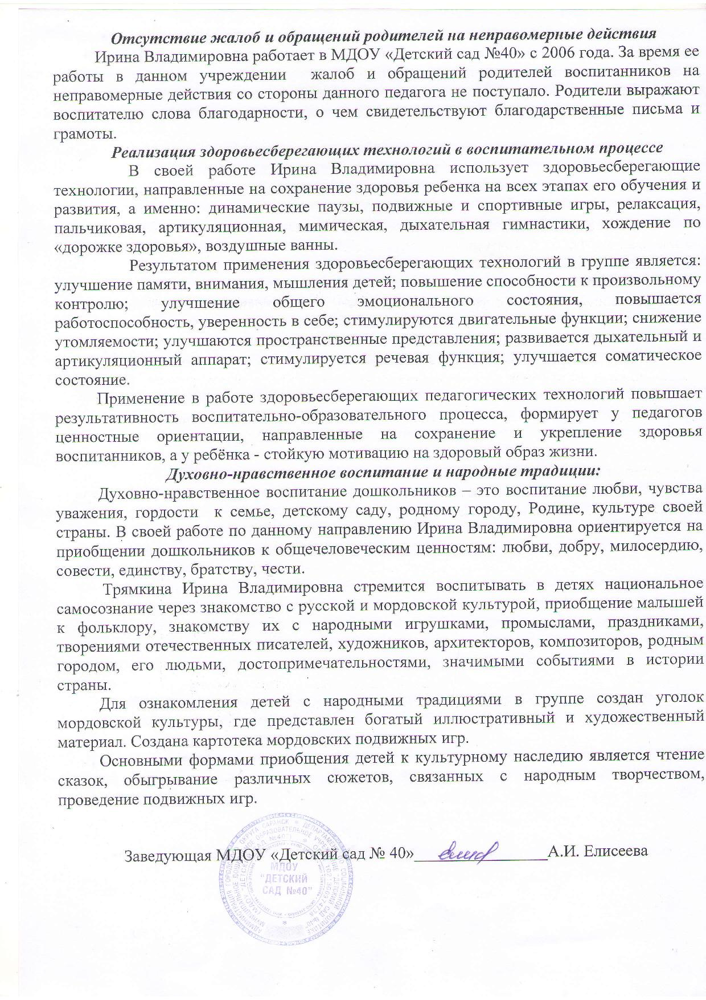 Отсутствие жалоб и обращений родителей на неправомерные действия
Ирина Владимировна работает в МДОУ «Детский сад №40» с 2006 года. За время ее
работы в данном учреждении жалоб и обращений родителей воспитанников на
неправомерные действия со стороны данного педагога не поступало. Родители выражают
воспитателю слова благодарности, о чем свидетельствуют благодарственные письма и
грамоты.
Реализация здоровьесберегающих технологий в воспитательном процессе
В своей работе Ирина Владимировна использует здоровьесберегающие
технологии, направленные на сохранение здоровья ребенка на всех этапах его обучения и
развития, а именно: динамические паузы, подвижные и спортивные игры, релаксация,
пальчиковая, артикуляционная, мимическая, дыхательная гимнастики, хождение по
«дорожке здоровья», воздушные ванны.
Результатом применения здоровьесберегающих технологий в группе является:
улучшение памяти, внимания, мышления детей; повышение способности к произвольному
контролю; улучшение общего эмоционального состояния, повышается
работоспособность, уверенность в себе; стимулируются двигательные функции; снижение
утомляемости; улучшаются пространственные представления; развивается дыхательный и
артикуляционный аппарат; стимулируется речевая функция; улучшается соматическое
состояние.
Применение в работе здоровьесберегающих педагогических технологий повышает
результативность воспитательно-образовательного процесса, формирует у педагогов
ценностные ориентации, направленные на сохранение и укрепление здоровья
воспитанников, а у ребёнка - стойкую мотивацию на здоровый образ жизни.
Духовно-нравственное воспитание и народные традиции:
Духовно-нравственное воспитание дошкольников – это воспитание любви, чувства
уважения, гордости к семье, детскому саду, родному городу, Родине, культуре своей
страны. В своей работе по данному направлению Ирина Владимировна ориентируется на
приобщении дошкольников к общечеловеческим ценностям: любви, добру, милосердию,
совести, единству, братству, чести.
Трямкина Ирина Владимировна стремится воспитывать в детях национальное
самосознание через знакомство с русской и мордовской культурой, приобщение малышей
к фольклору, знакомству их с народными игрушками, промыслами, праздниками,
творениями отечественных писателей, художников, архитекторов, композиторов, родным
городом, его людьми, достопримечательностями, значимыми событиями в истории
страны.
Для ознакомления детей с народными традициями в группе создан уголок
мордовской культуры, где представлен богатый иллюстративный и художественный
материал. Создана картотека мордовских подвижных игр.
Основными формами приобщения детей к культурному наследию является чтение
сказок, обыгрывание различных сюжетов, связанных с народным творчеством,
проведение подвижных игр.
Заведующая МДОУ «Детский сад № 40»_________________А.И. Елисеева
МДОУ
"ДЕТСКИЙ
САД №40"